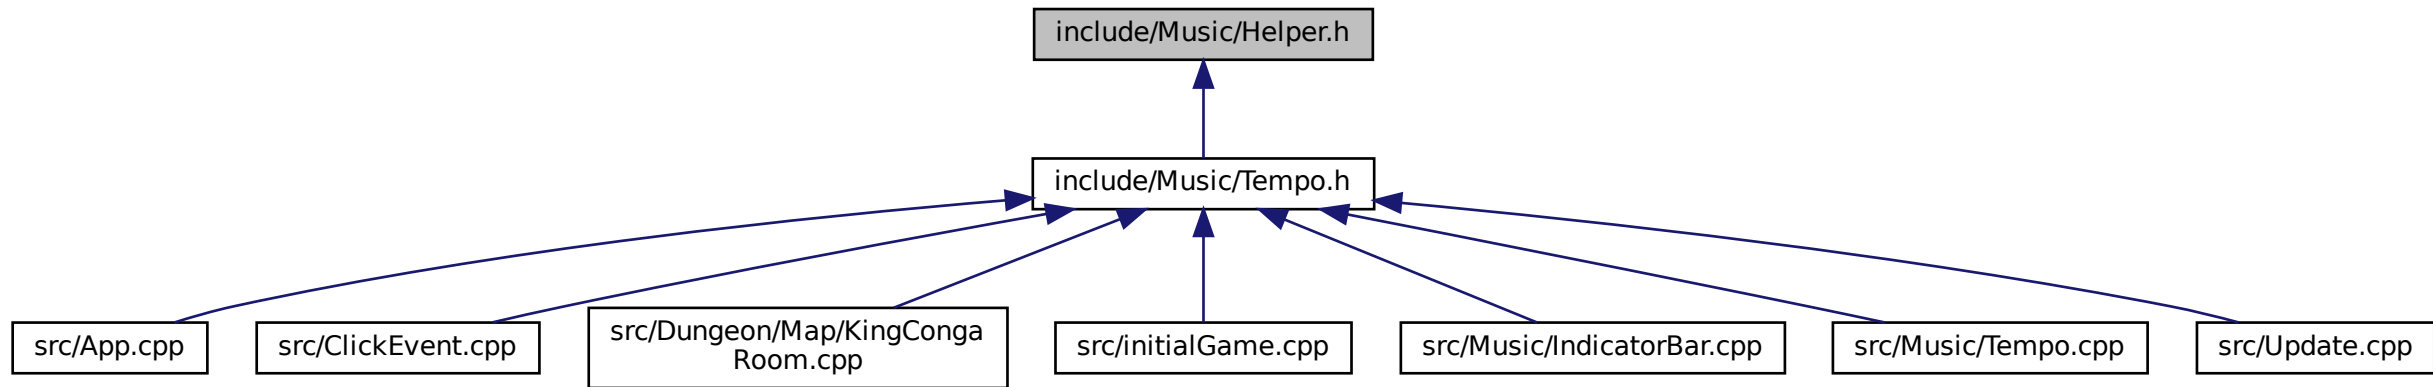 include/Music/Helper.h
include/Music/Tempo.h
src/App.cpp
src/ClickEvent.cpp
src/Dungeon/Map/KingConga
Room.cpp
src/initialGame.cpp
src/Music/IndicatorBar.cpp
src/Music/Tempo.cpp
src/Update.cpp